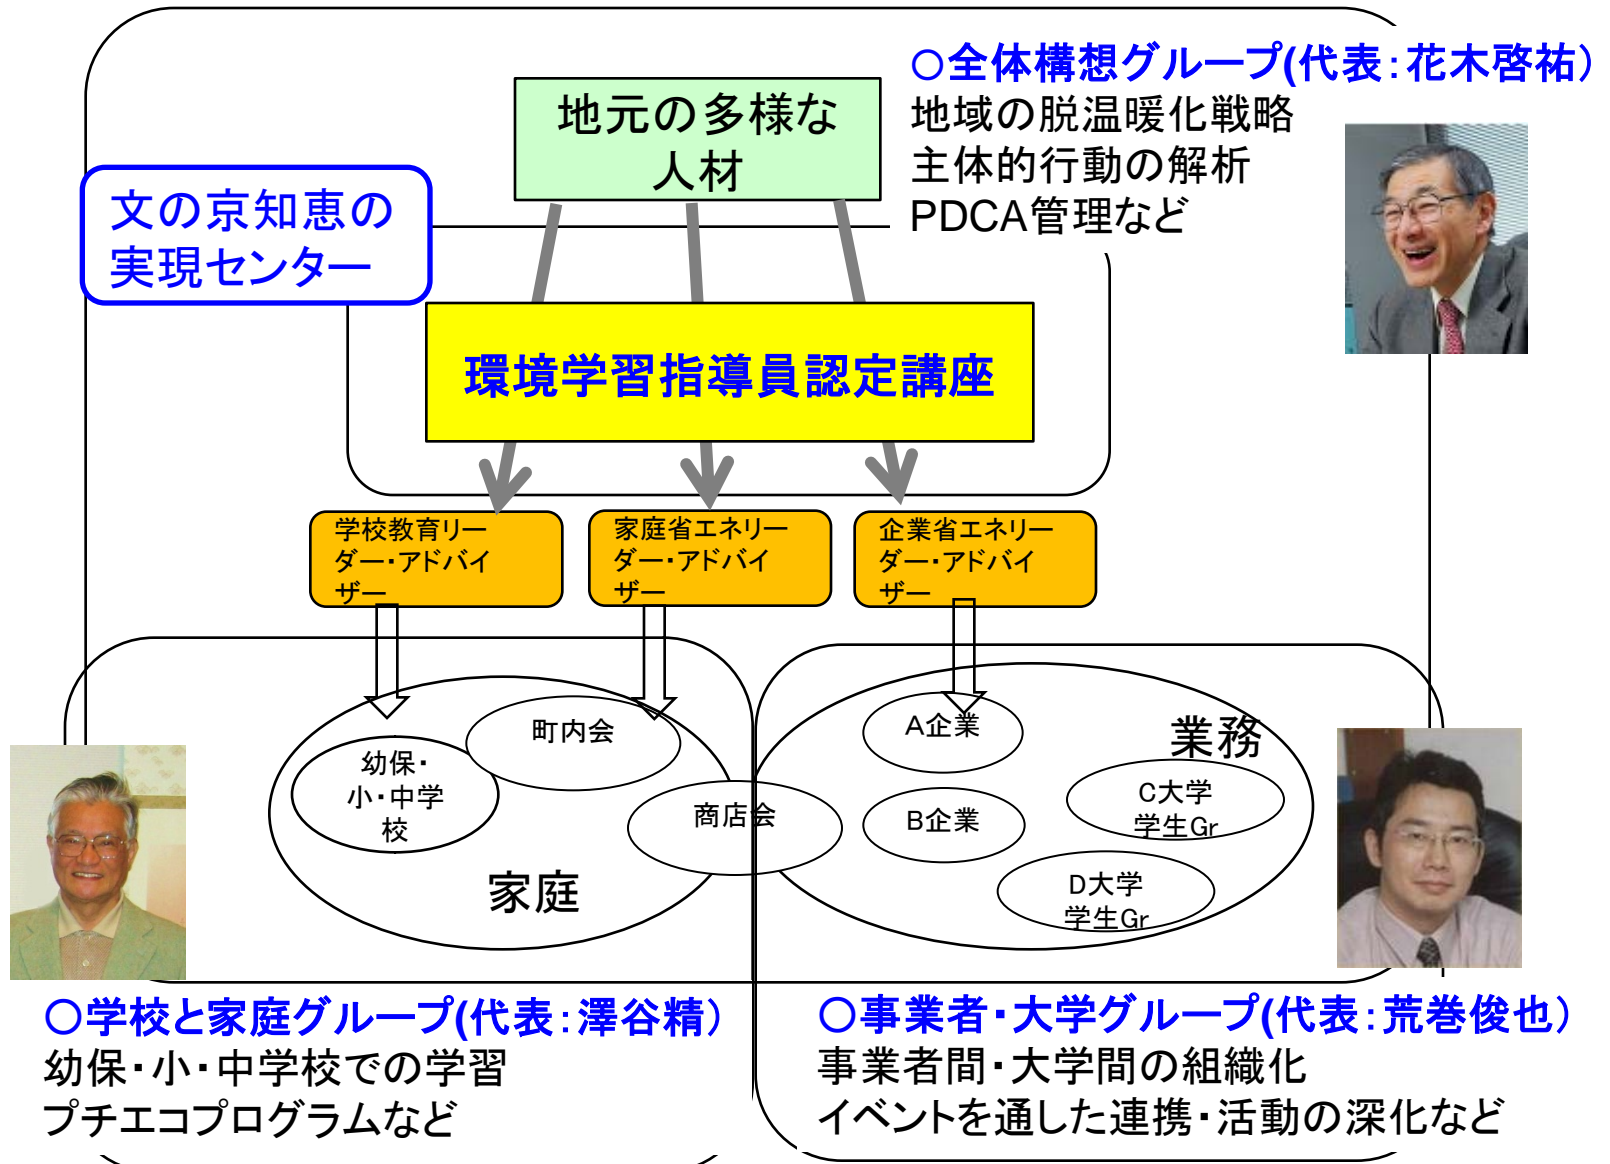 ○全体構想グループ(代表：花木啓祐）
地域の脱温暖化戦略
主体的行動の解析
PDCA管理など
地元の多様な
人材
文の京知恵の
実現センター
環境学習指導員認定講座
学校教育リー
ダー・アドバイ
ザー
家庭省エネリー
ダー・アドバイ
ザー
企業省エネリー
ダー・アドバイ
ザー
町内会
幼保・
小・中学
校
商店会
家庭
A企業
業務
B企業
C大学
学生Gr
D大学
学生Gr
○学校と家庭グループ(代表：澤谷精）
幼保・小・中学校での学習
プチエコプログラムなど
○事業者・大学グループ(代表：荒巻俊也）
事業者間・大学間の組織化
イベントを通した連携・活動の深化など